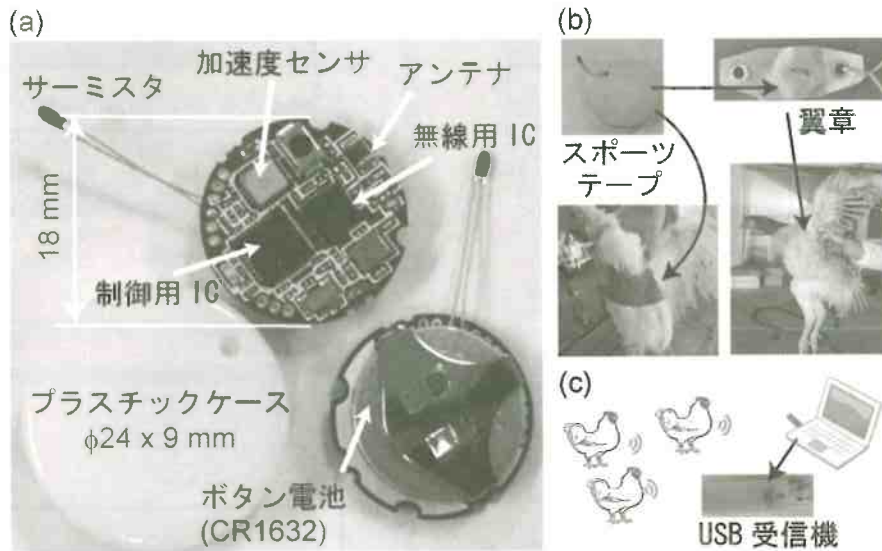 (a)
サーミスタ
加速度センサ
アンテナ
無線用 IC
18 mm
制御用 IC
プラスチックケース
φ24 x 9 mm
ボタン電池
(CR1632)
(b)
翼章
スポーツ
テープ
(c)
USB 受信機